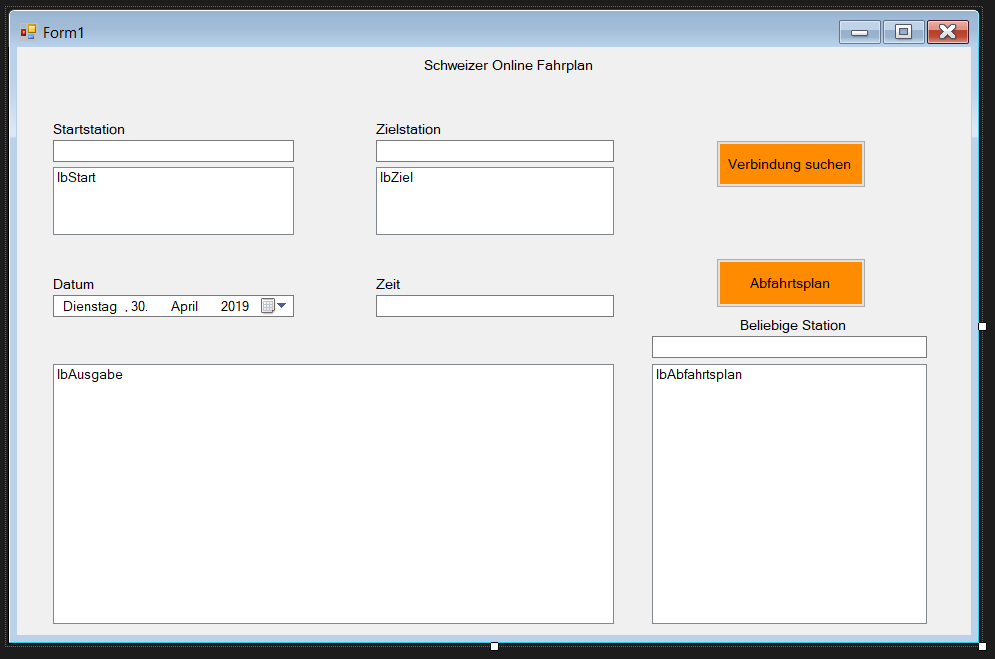 Form1
Schweizer Online Fahrplan
Startstation
Zielstation
lbStart
lbZiel
Verbindung suchen
Datum
Zeit
Dienstag , 30. April 2019
Abfahrtsplan
Beliebige Station
lbAusgabe
lbAbfahrtsplan